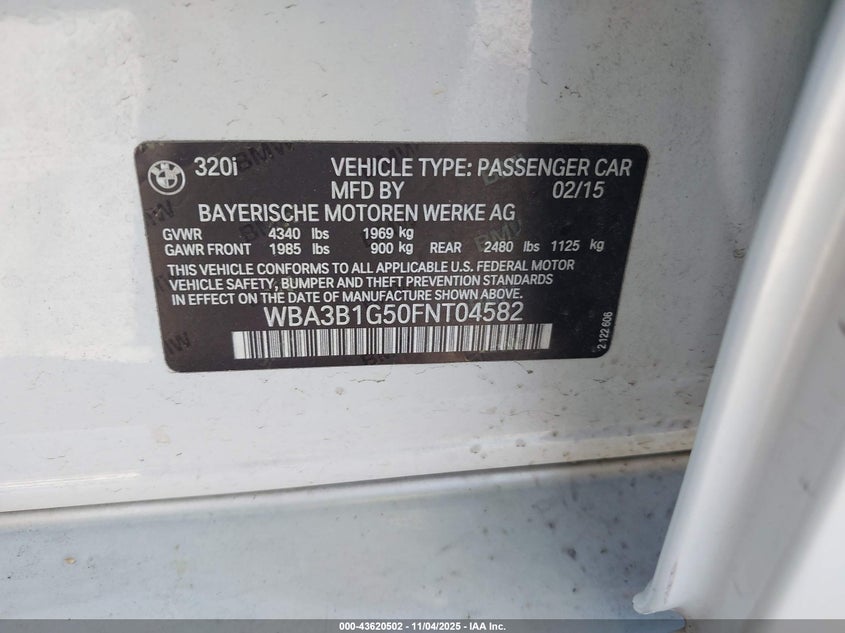 320i VEHICLE TYPE: PASSENGER CAR
MFD BY 02/15
BAYERISCHE MOTOREN WERKE AG
GVWR 4340 lbs 1969 kg
GAWR FRONT 1985 lbs 900 kg REAR 2480 lbs 1125 kg
THIS VEHICLE CONFORMS TO ALL APPLICABLE U.S. FEDERAL MOTOR
VEHICLE SAFETY, BUMPER AND THEFT PREVENTION STANDARDS
IN EFFECT ON THE DATE OF MANUFACTURE SHOWN ABOVE.
WBA3B1G50FNT04582
2 122 606
000-43620502 - 11/04/2025 - IAA Inc.